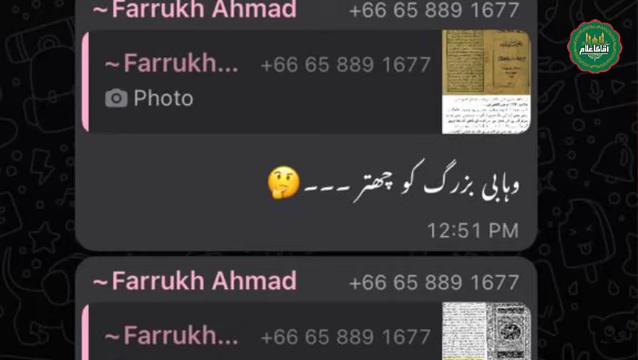 ~Farrukh Ahmad +66 65 889 1677
~Farrukh... +66 65 889 1677
Photo
وہابی بزرگ کو چھتر ۔۔۔🤔
12:51 PM
~Farrukh Ahmad +66 65 889 1677
~Farrukh... +66 65 889 1677